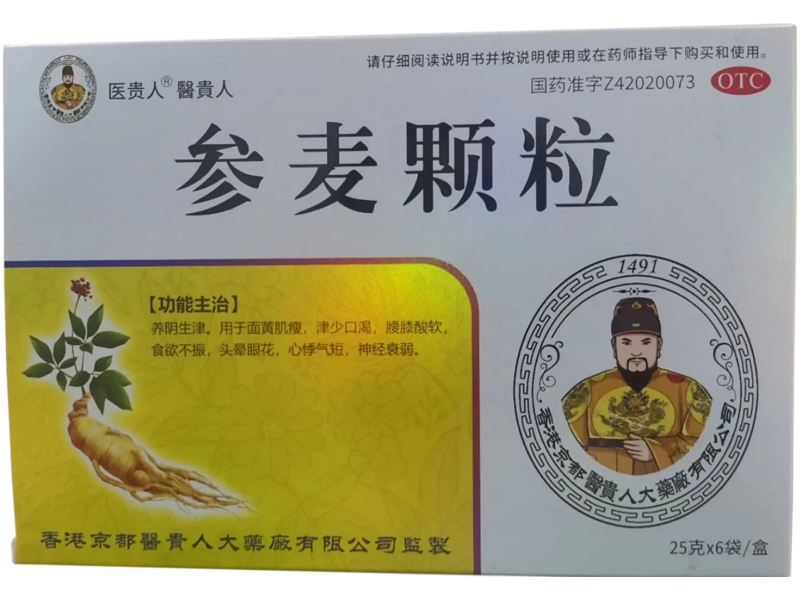 请仔细阅读说明书并按说明使用或在药师指导下购买和使用。
医贵人® 醫貴人
国药准字Z42020073 OTC
参麦颗粒
【功能主治】
养阴生津。用于面黄肌瘦，津少口渴，腰膝酸软，
食欲不振，头晕眼花，心悸气短，神经衰弱。
1491
香港京都醫貴人大藥廠有限公司
香港京都醫貴人大藥廠有限公司監製
25克x6袋/盒